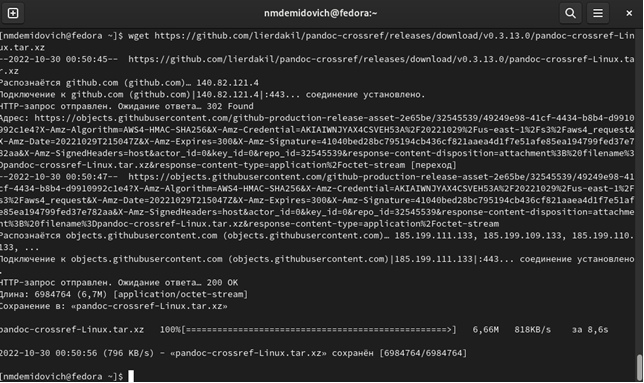 nmdemidovich@fedora:~
[nmdemidovich@fedora ~]$ wget https://github.com/lierdakil/pandoc-crossref/releases/download/v0.3.13.0/pandoc-crossref-Lin
ux.tar.xz
--2022-10-30 00:50:45--  https://github.com/lierdakil/pandoc-crossref/releases/download/v0.3.13.0/pandoc-crossref-Linux.ta
r.xz
Распознаётся github.com (github.com)… 140.82.121.4
Подключение к github.com (github.com)|140.82.121.4|:443... соединение установлено.
HTTP-запрос отправлен. Ожидание ответа… 302 Found
Адрес: https://objects.githubusercontent.com/github-production-release-asset-2e65be/32545539/49249e98-41cf-4434-b8b4-d9910
992c1e4?X-Amz-Algorithm=AWS4-HMAC-SHA256&X-Amz-Credential=AKIAIWNJYAX4CSVEH53A%2F20221029%2Fus-east-1%2Fs3%2Faws4_request&
X-Amz-Date=20221029T215047Z&X-Amz-Expires=300&X-Amz-Signature=41040bed28bc795194cb436cf821aaea4d1f7e51afe85ea194799fed37e7
82aa&X-Amz-SignedHeaders=host&actor_id=0&key_id=0&repo_id=32545539&response-content-disposition=attachment%3B%20filename%3
Dpandoc-crossref-Linux.tar.xz&response-content-type=application%2Foctet-stream [переход]
--2022-10-30 00:50:47--  https://objects.githubusercontent.com/github-production-release-asset-2e65be/32545539/49249e98-41
cf-4434-b8b4-d9910992c1e4?X-Amz-Algorithm=AWS4-HMAC-SHA256&X-Amz-Credential=AKIAIWNJYAX4CSVEH53A%2F20221029%2Fus-east-1%2F
s3%2Faws4_request&X-Amz-Date=20221029T215047Z&X-Amz-Expires=300&X-Amz-Signature=41040bed28bc795194cb436cf821aaea4d1f7e51af
e85ea194799fed37e782aa&X-Amz-SignedHeaders=host&actor_id=0&key_id=0&repo_id=32545539&response-content-disposition=attachme
nt%3B%20filename%3Dpandoc-crossref-Linux.tar.xz&response-content-type=application%2Foctet-stream
Распознаётся objects.githubusercontent.com (objects.githubusercontent.com)… 185.199.111.133, 185.199.109.133, 185.199.110.
133, ...
Подключение к objects.githubusercontent.com (objects.githubusercontent.com)|185.199.111.133|:443... соединение установлено
.
HTTP-запрос отправлен. Ожидание ответа… 200 OK
Длина: 6984764 (6,7M) [application/octet-stream]
Сохранение в: «pandoc-crossref-Linux.tar.xz»
pandoc-crossref-Linux.tar.xz   100%[=================================================>]   6,66M   818KB/s    за 8,6s
2022-10-30 00:50:56 (796 KB/s) - «pandoc-crossref-Linux.tar.xz» сохранён [6984764/6984764]
[nmdemidovich@fedora ~]$